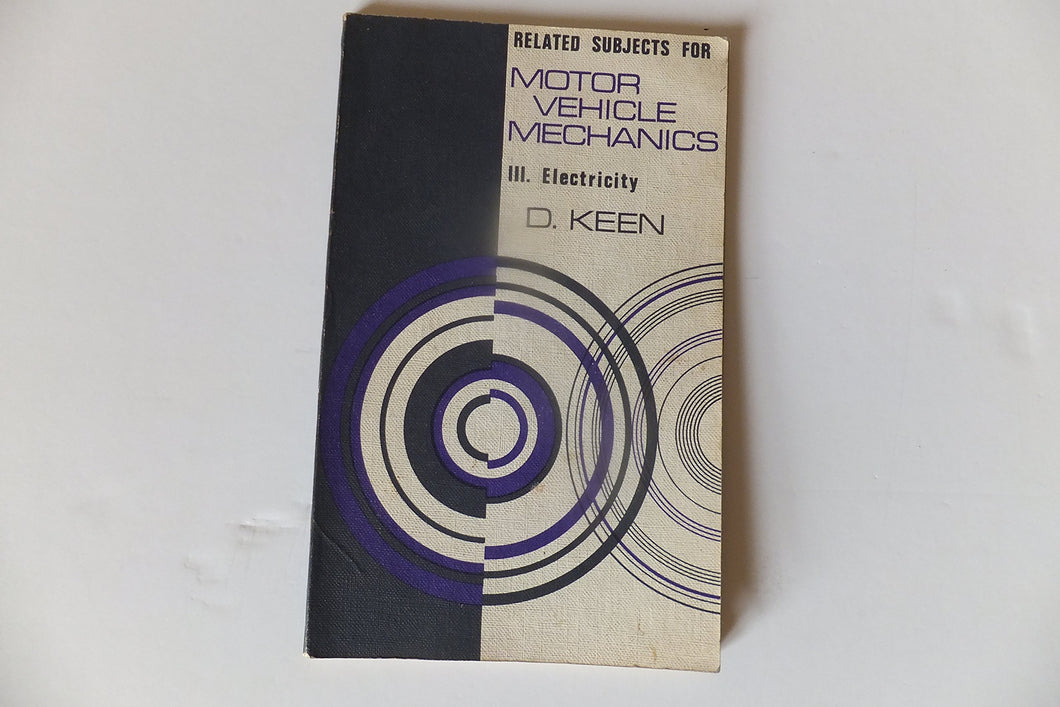 RELATED SUBJECTS FOR
MOTOR
VEHICLE
MECHANICS
III. Electricity
D. KEEN